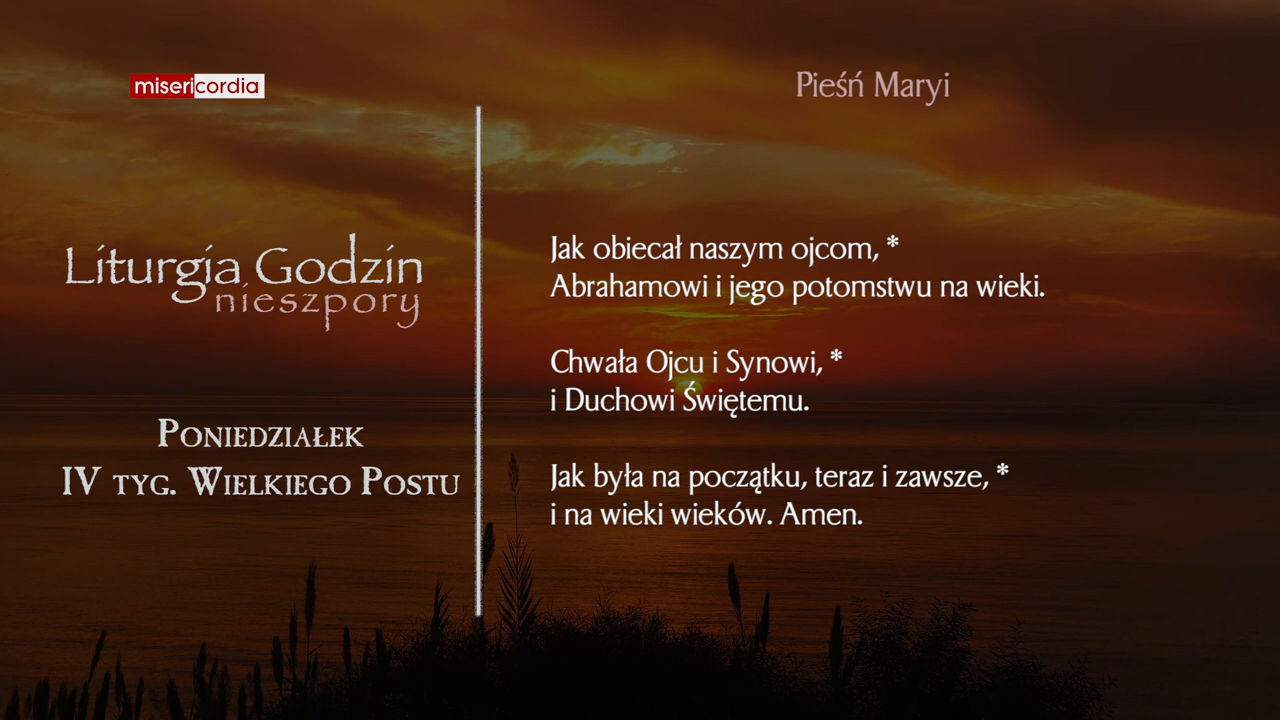 misericordia
Pieśń Maryi
Liturgia Godzin
nieszpory
Poniedziałek
IV tyg. Wielkiego Postu
Jak obiecał naszym ojcom, *
Abrahamowi i jego potomstwu na wieki.
Chwała Ojcu i Synowi, *
i Duchowi Świętemu.
Jak była na początku, teraz i zawsze, *
i na wieki wieków. Amen.